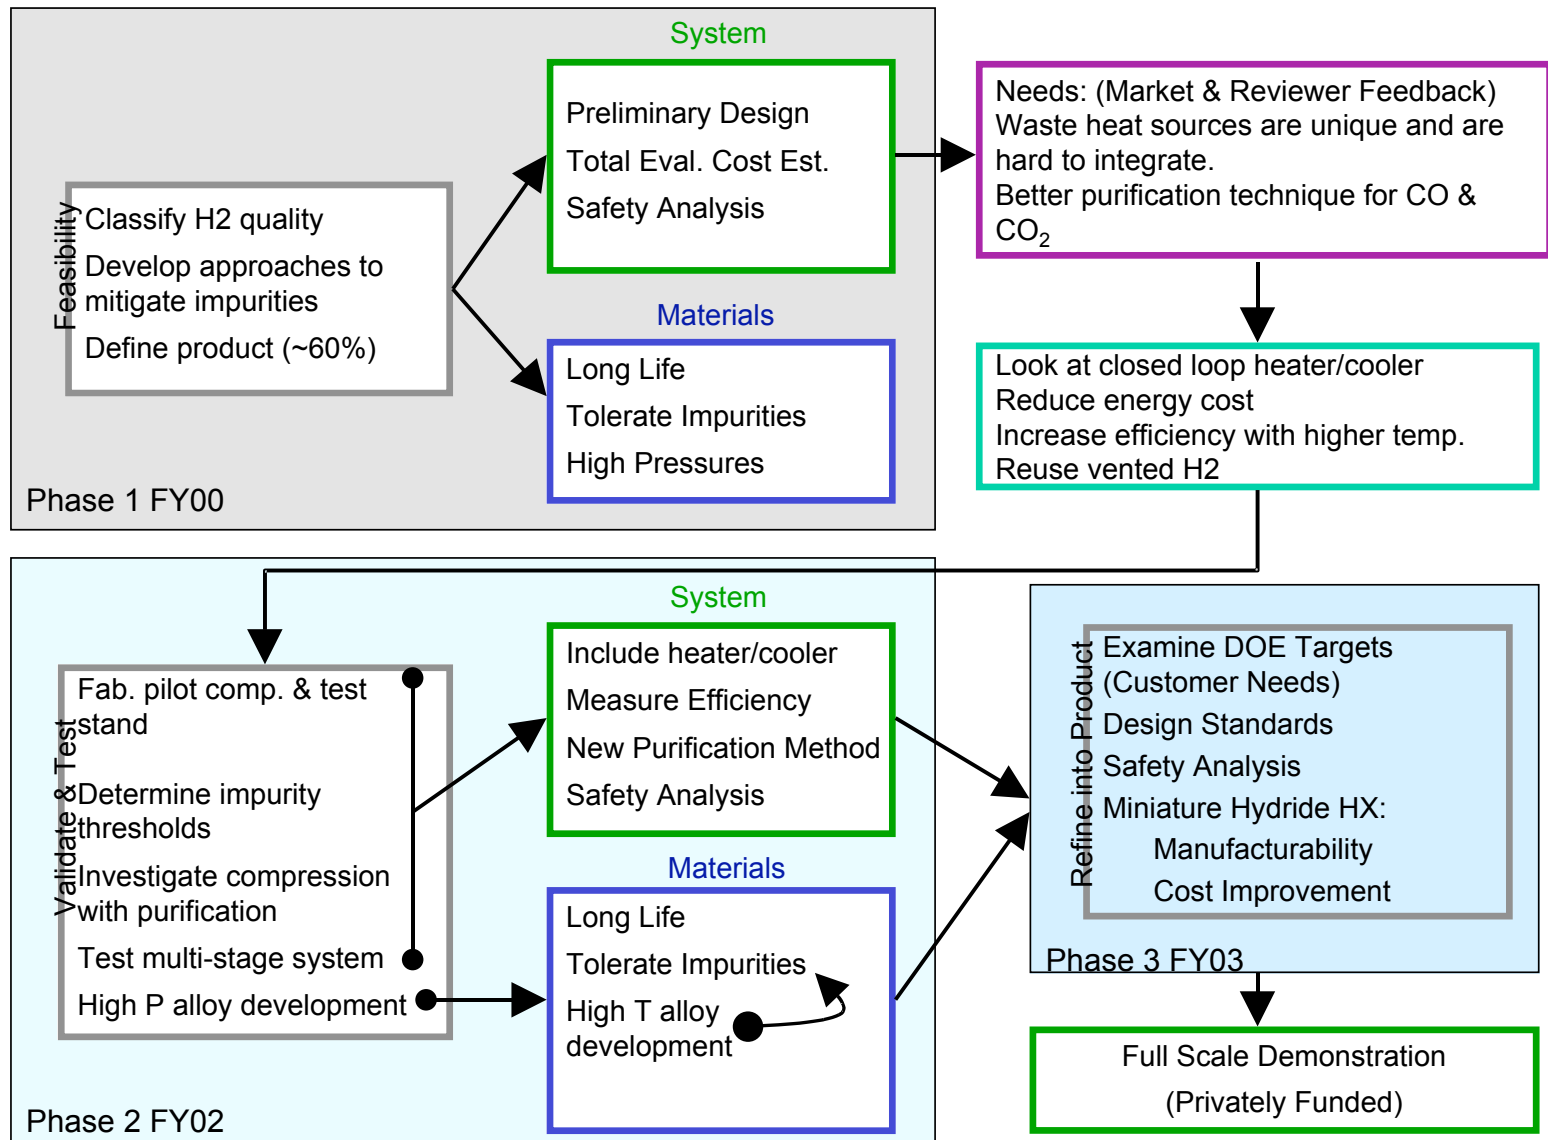 System
Preliminary Design
Total Eval. Cost Est.
Safety Analysis
Feasibility
Classify H2 quality
Develop approaches to
mitigate impurities
Define product (~60%)
Materials
Long Life
Tolerate Impurities
High Pressures
Phase 1 FY00
Needs: (Market & Reviewer Feedback)
Waste heat sources are unique and are
hard to integrate.
Better purification technique for CO &
CO₂
Look at closed loop heater/cooler
Reduce energy cost
Increase efficiency with higher temp.
Reuse vented H2
Validate & Test
Fab. pilot comp. & test
stand
Determine impurity
thresholds
Investigate compression
with purification
Test multi-stage system
High P alloy development
System
Include heater/cooler
Measure Efficiency
New Purification Method
Safety Analysis
Materials
Long Life
Tolerate Impurities
High T alloy
development
Phase 2 FY02
Refine into Product
Examine DOE Targets
(Customer Needs)
Design Standards
Safety Analysis
Miniature Hydride HX:
Manufacturability
Cost Improvement
Phase 3 FY03
Full Scale Demonstration
(Privately Funded)